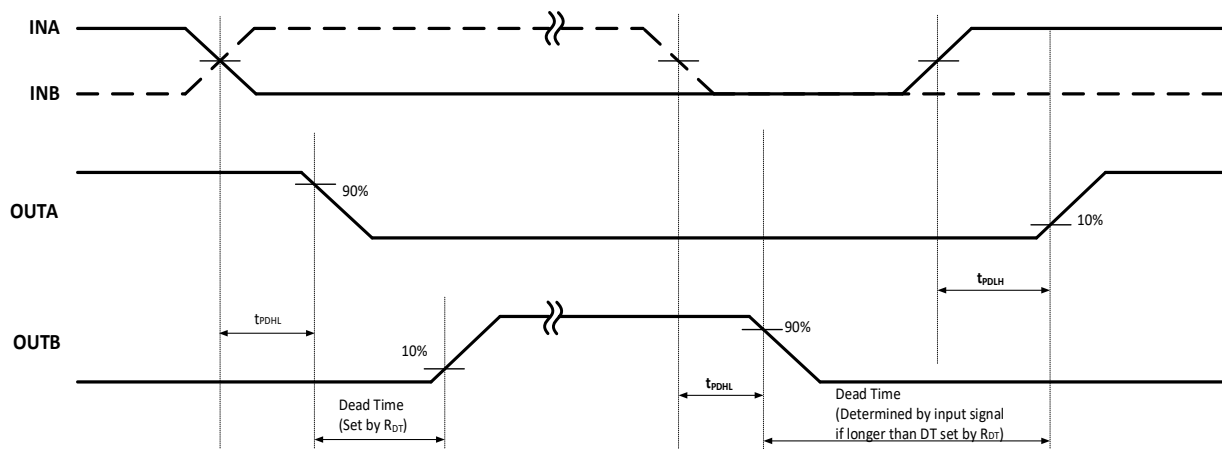 INA
INB
OUTA
90%
10%
tPDLH
tPDHL
OUTB
10%
90%
tPDHL
Dead Time
(Set by RDT)
Dead Time
(Determined by input signal
if longer than DT set by RDT)